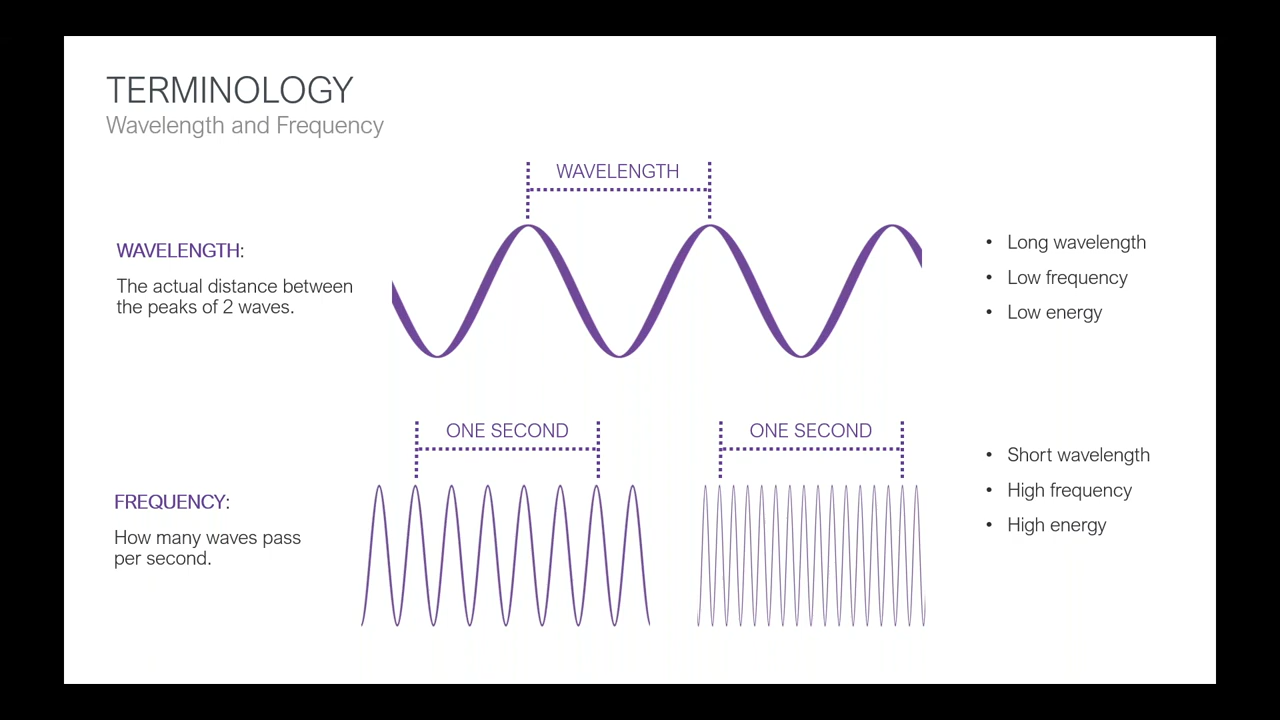 TERMINOLOGY
Wavelength and Frequency
WAVELENGTH
WAVELENGTH:
The actual distance between
the peaks of 2 waves.
• Long wavelength
• Low frequency
• Low energy
ONE SECOND
ONE SECOND
FREQUENCY:
How many waves pass
per second.
• Short wavelength
• High frequency
• High energy